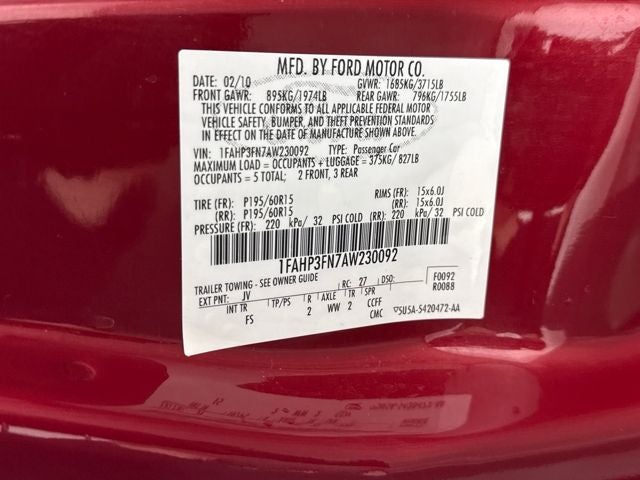 MFD. BY FORD MOTOR CO.
DATE: 02/10 GVWR: 1685KG/3715LB
FRONT GAWR: 895KG/1974LB REAR GAWR: 796KG/1755LB
THIS VEHICLE CONFORMS TO ALL APPLICABLE FEDERAL MOTOR
VEHICLE SAFETY, BUMPER, AND THEFT PREVENTION STANDARDS
IN EFFECT ON THE DATE OF MANUFACTURE SHOWN ABOVE.
VIN: 1FAHP3FN7AW230092 TYPE: Passenger Car
MAXIMUM LOAD = OCCUPANTS + LUGGAGE = 375KG/ 827LB
OCCUPANTS = 5 TOTAL: 2 FRONT, 3 REAR
TIRE (FR): P195/60R15 RIMS (FR): 15x6.0J
(RR): P195/60R15 (RR): 15x6.0J
PRESSURE (FR): 220 kPa/ 32 PSI COLD (RR): 220 kPa/ 32 PSI COLD
1FAHP3FN7AW230092
TRAILER TOWING - SEE OWNER GUIDE
EXT PNT: JV RC: 27 DSO: F0092
R0088
INT TR TP/PS R AXLE TR SPR
FS 2 WW 2 CCFF
CMC
▽5U5A-5420472-AA